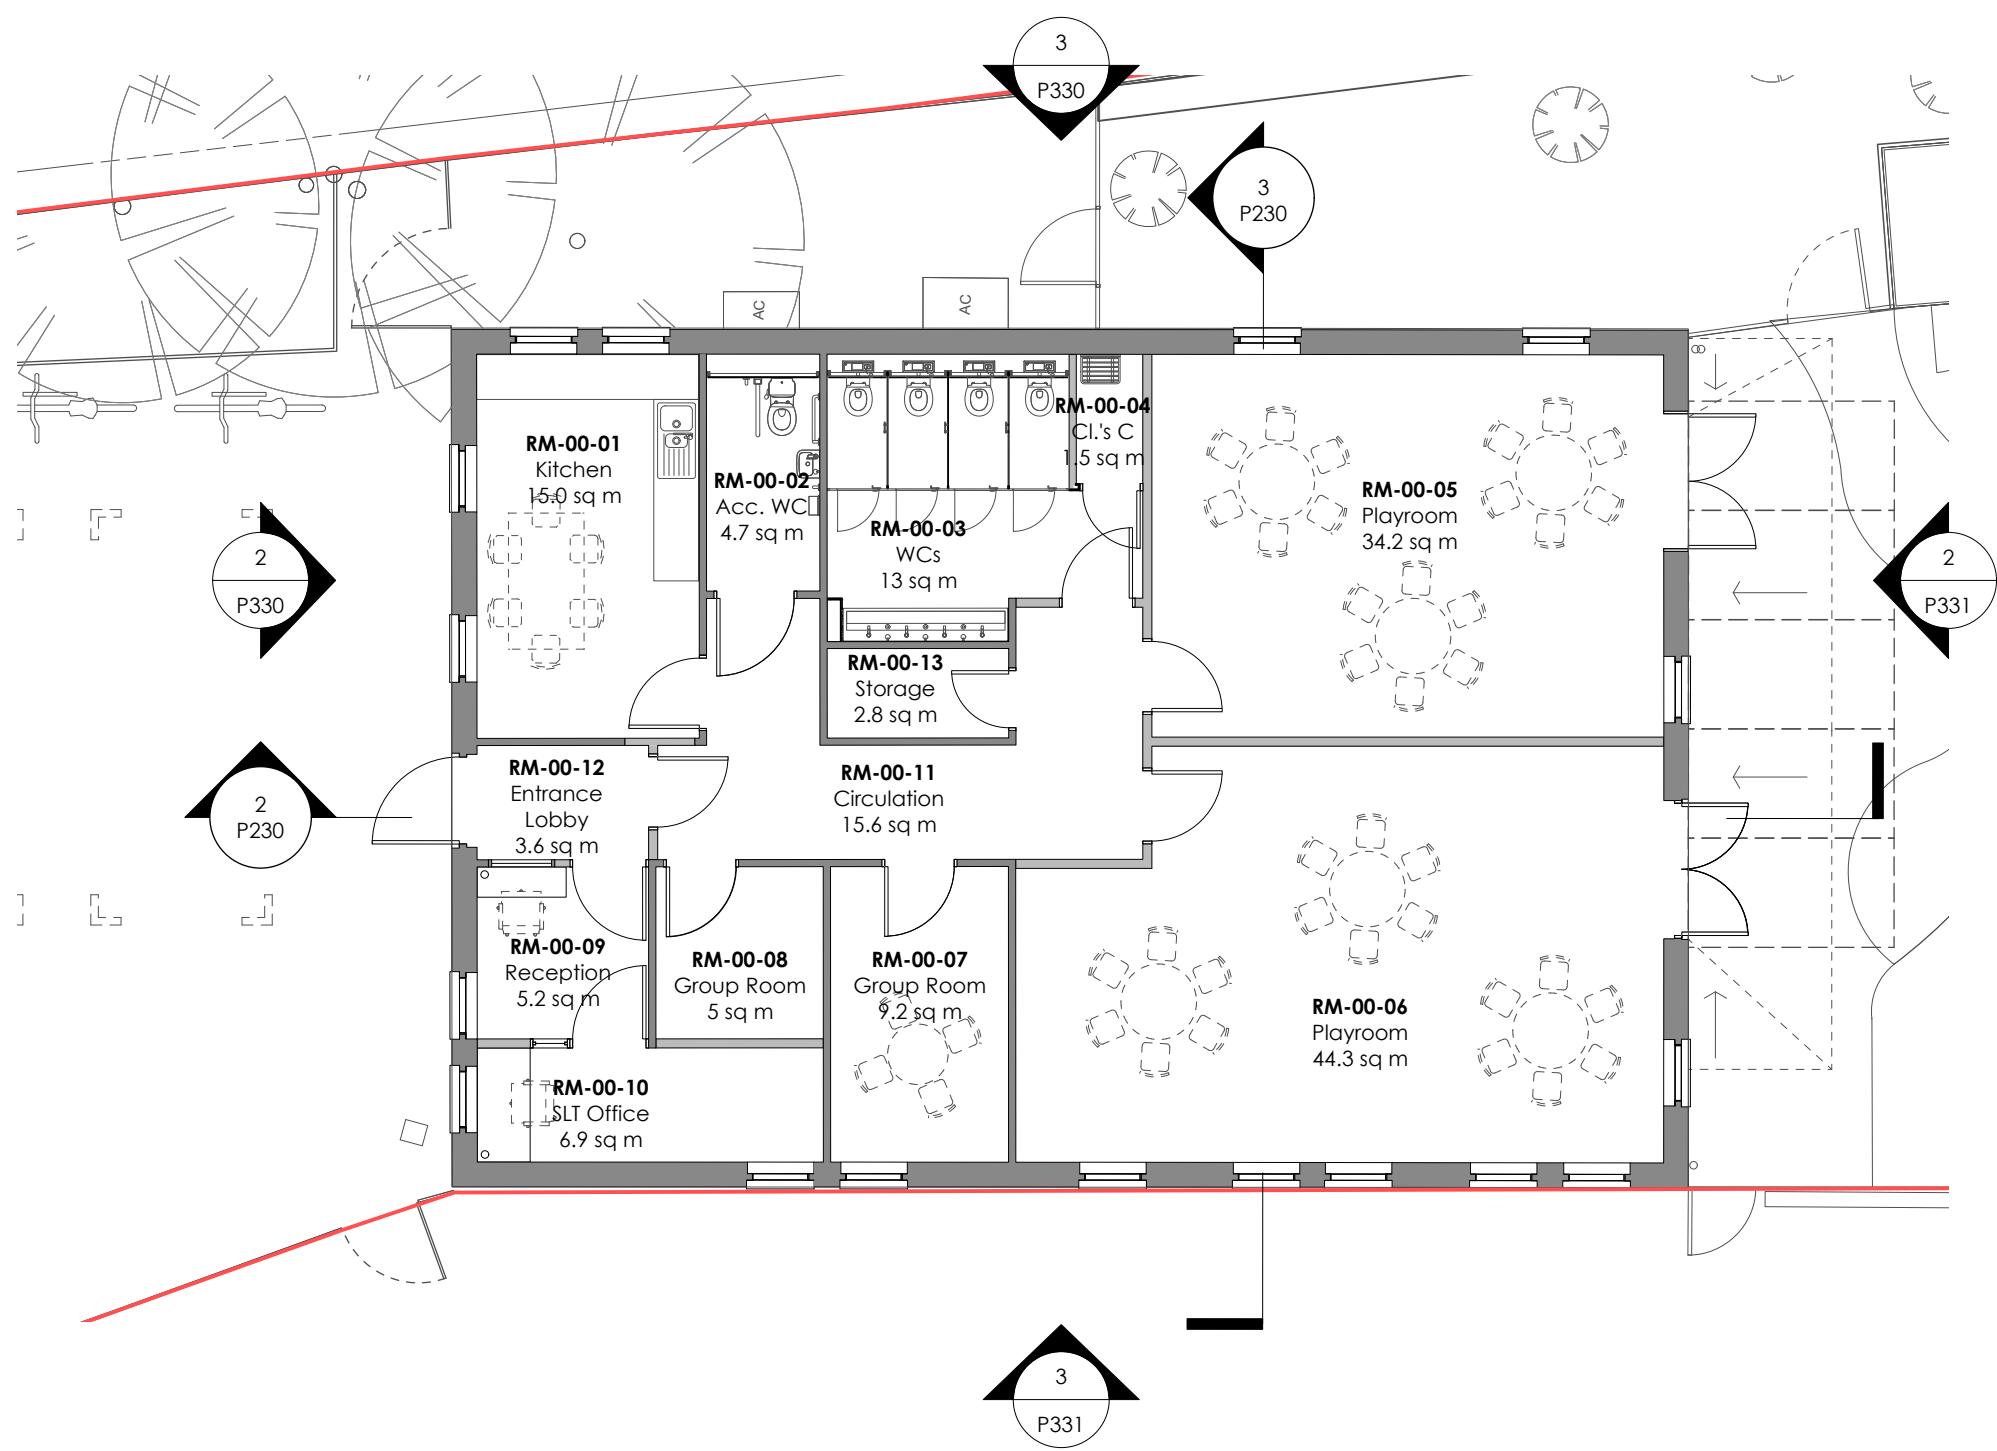 3
P330
3
P230
AC
AC
RM-00-01
Kitchen
15.0 sq m
RM-00-02
Acc. WC
4.7 sq m
RM-00-03
WCs
13 sq m
RM-00-04
Cl.'s C
1.5 sq m
RM-00-05
Playroom
34.2 sq m
2
P330
2
P331
RM-00-13
Storage
2.8 sq m
2
P230
RM-00-12
Entrance
Lobby
3.6 sq m
RM-00-11
Circulation
15.6 sq m
RM-00-09
Reception
5.2 sq m
RM-00-08
Group Room
5 sq m
RM-00-07
Group Room
9.2 sq m
RM-00-06
Playroom
44.3 sq m
RM-00-10
SLT Office
6.9 sq m
3
P331